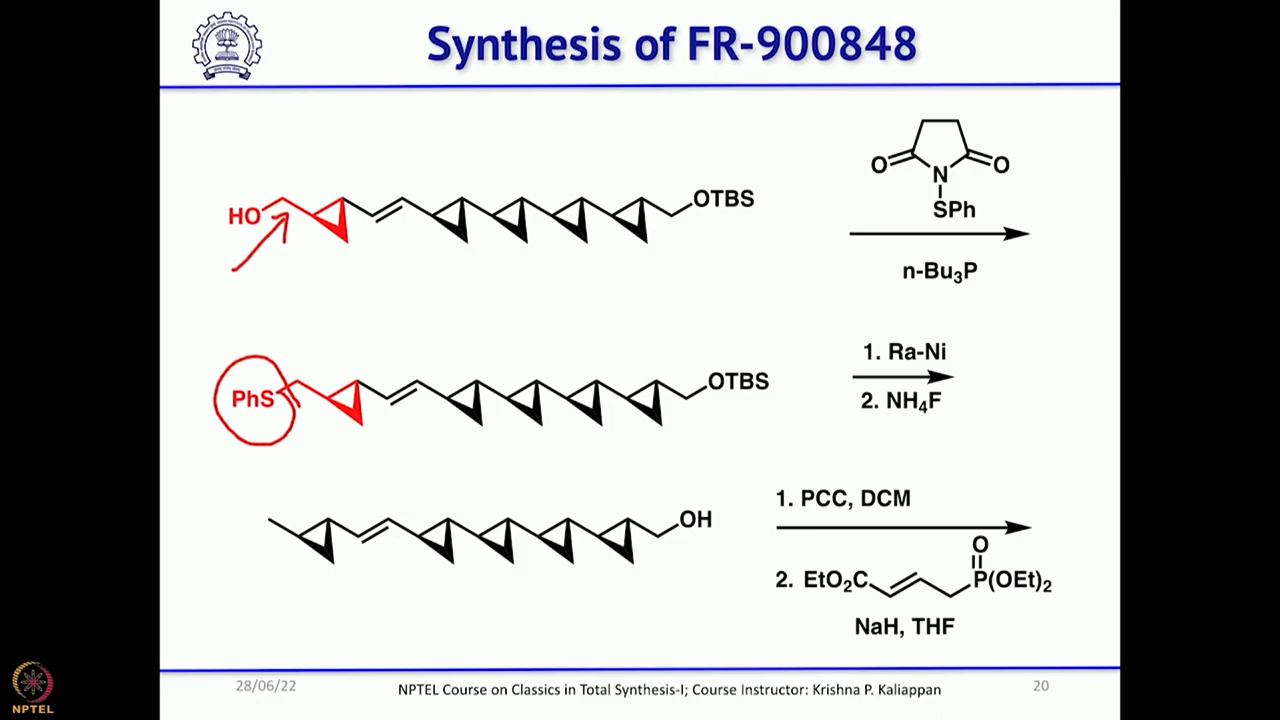 Synthesis of FR-900848
HO
OTBS
O
N
O
SPh
n-Bu3P
PhS
OTBS
1. Ra-Ni
2. NH4F
OH
1. PCC, DCM
2. EtO2C
O
P(OEt)2
NaH, THF
28/06/22
NPTEL Course on Classics in Total Synthesis-I; Course Instructor: Krishna P. Kaliappan
20
NPTEL